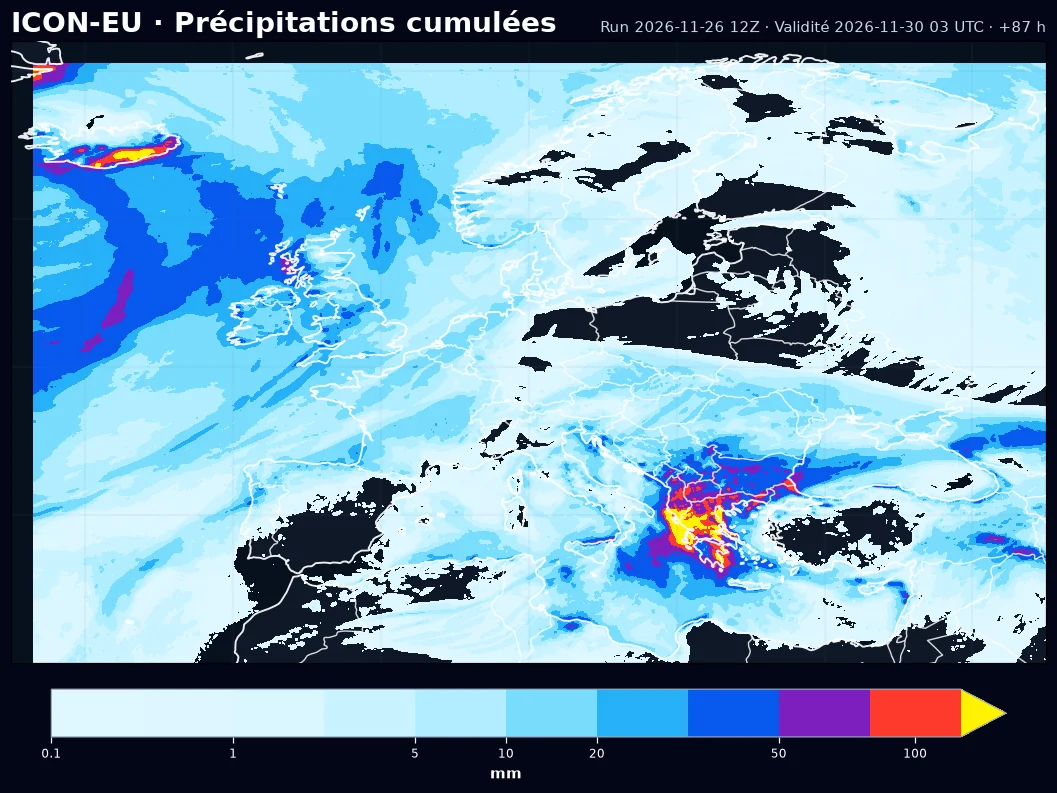 ICON-EU · Précipitations cumulées
Run 2026-11-26 12Z · Validité 2026-11-30 03 UTC · +87 h
0.1 1 5 10 20 50 100
mm